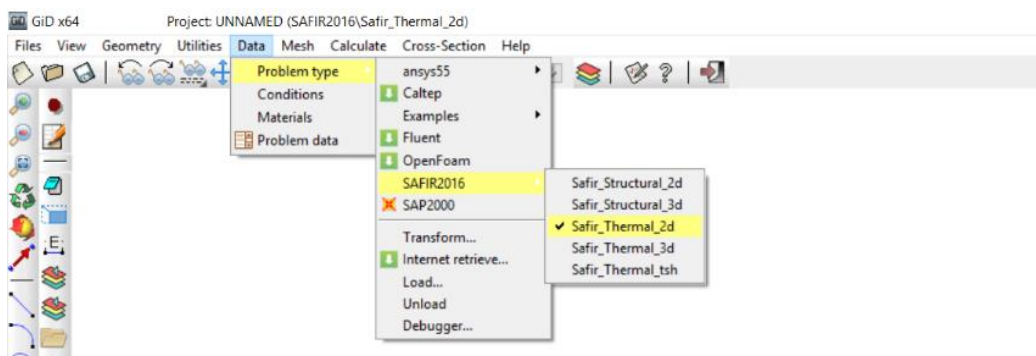 GiD x64 Project: UNNAMED (SAFIR2016\Safir_Thermal_2d)
Files View Geometry Utilities Data Mesh Calculate Cross-Section Help
Problem type
Conditions
Materials
Problem data
ansys55
Caltep
Examples
Fluent
OpenFoam
SAFIR2016
SAP2000
Transform...
Internet retrieve...
Load...
Unload
Debugger...
Safir_Structural_2d
Safir_Structural_3d
Safir_Thermal_2d
Safir_Thermal_3d
Safir_Thermal_tsh
E